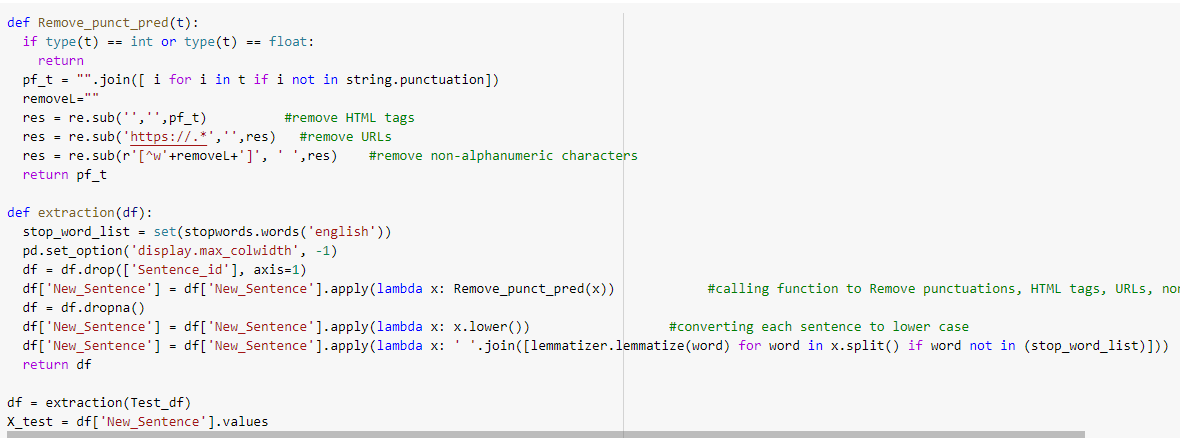 def Remove_punct_pred(t):
  if type(t) == int or type(t) == float:
    return
  pf_t = "".join([ i for i in t if i not in string.punctuation])
  removeL=""
  res = re.sub('','',pf_t)          #remove HTML tags
  res = re.sub('https://.*','',res)   #remove URLs
  res = re.sub(r'[^w'+removeL+']', ' ',res)    #remove non-alphanumeric characters
  return pf_t

def extraction(df):
  stop_word_list = set(stopwords.words('english'))
  pd.set_option('display.max_colwidth', -1)
  df = df.drop(['Sentence_id'], axis=1)
  df['New_Sentence'] = df['New_Sentence'].apply(lambda x: Remove_punct_pred(x))            #calling function to Remove punctuations, HTML tags, URLs, non
  df = df.dropna()
  df['New_Sentence'] = df['New_Sentence'].apply(lambda x: x.lower())                  #converting each sentence to lower case
  df['New_Sentence'] = df['New_Sentence'].apply(lambda x: ' '.join([lemmatizer.lemmatize(word) for word in x.split() if word not in (stop_word_list)]))
  return df

df = extraction(Test_df)
X_test = df['New_Sentence'].values